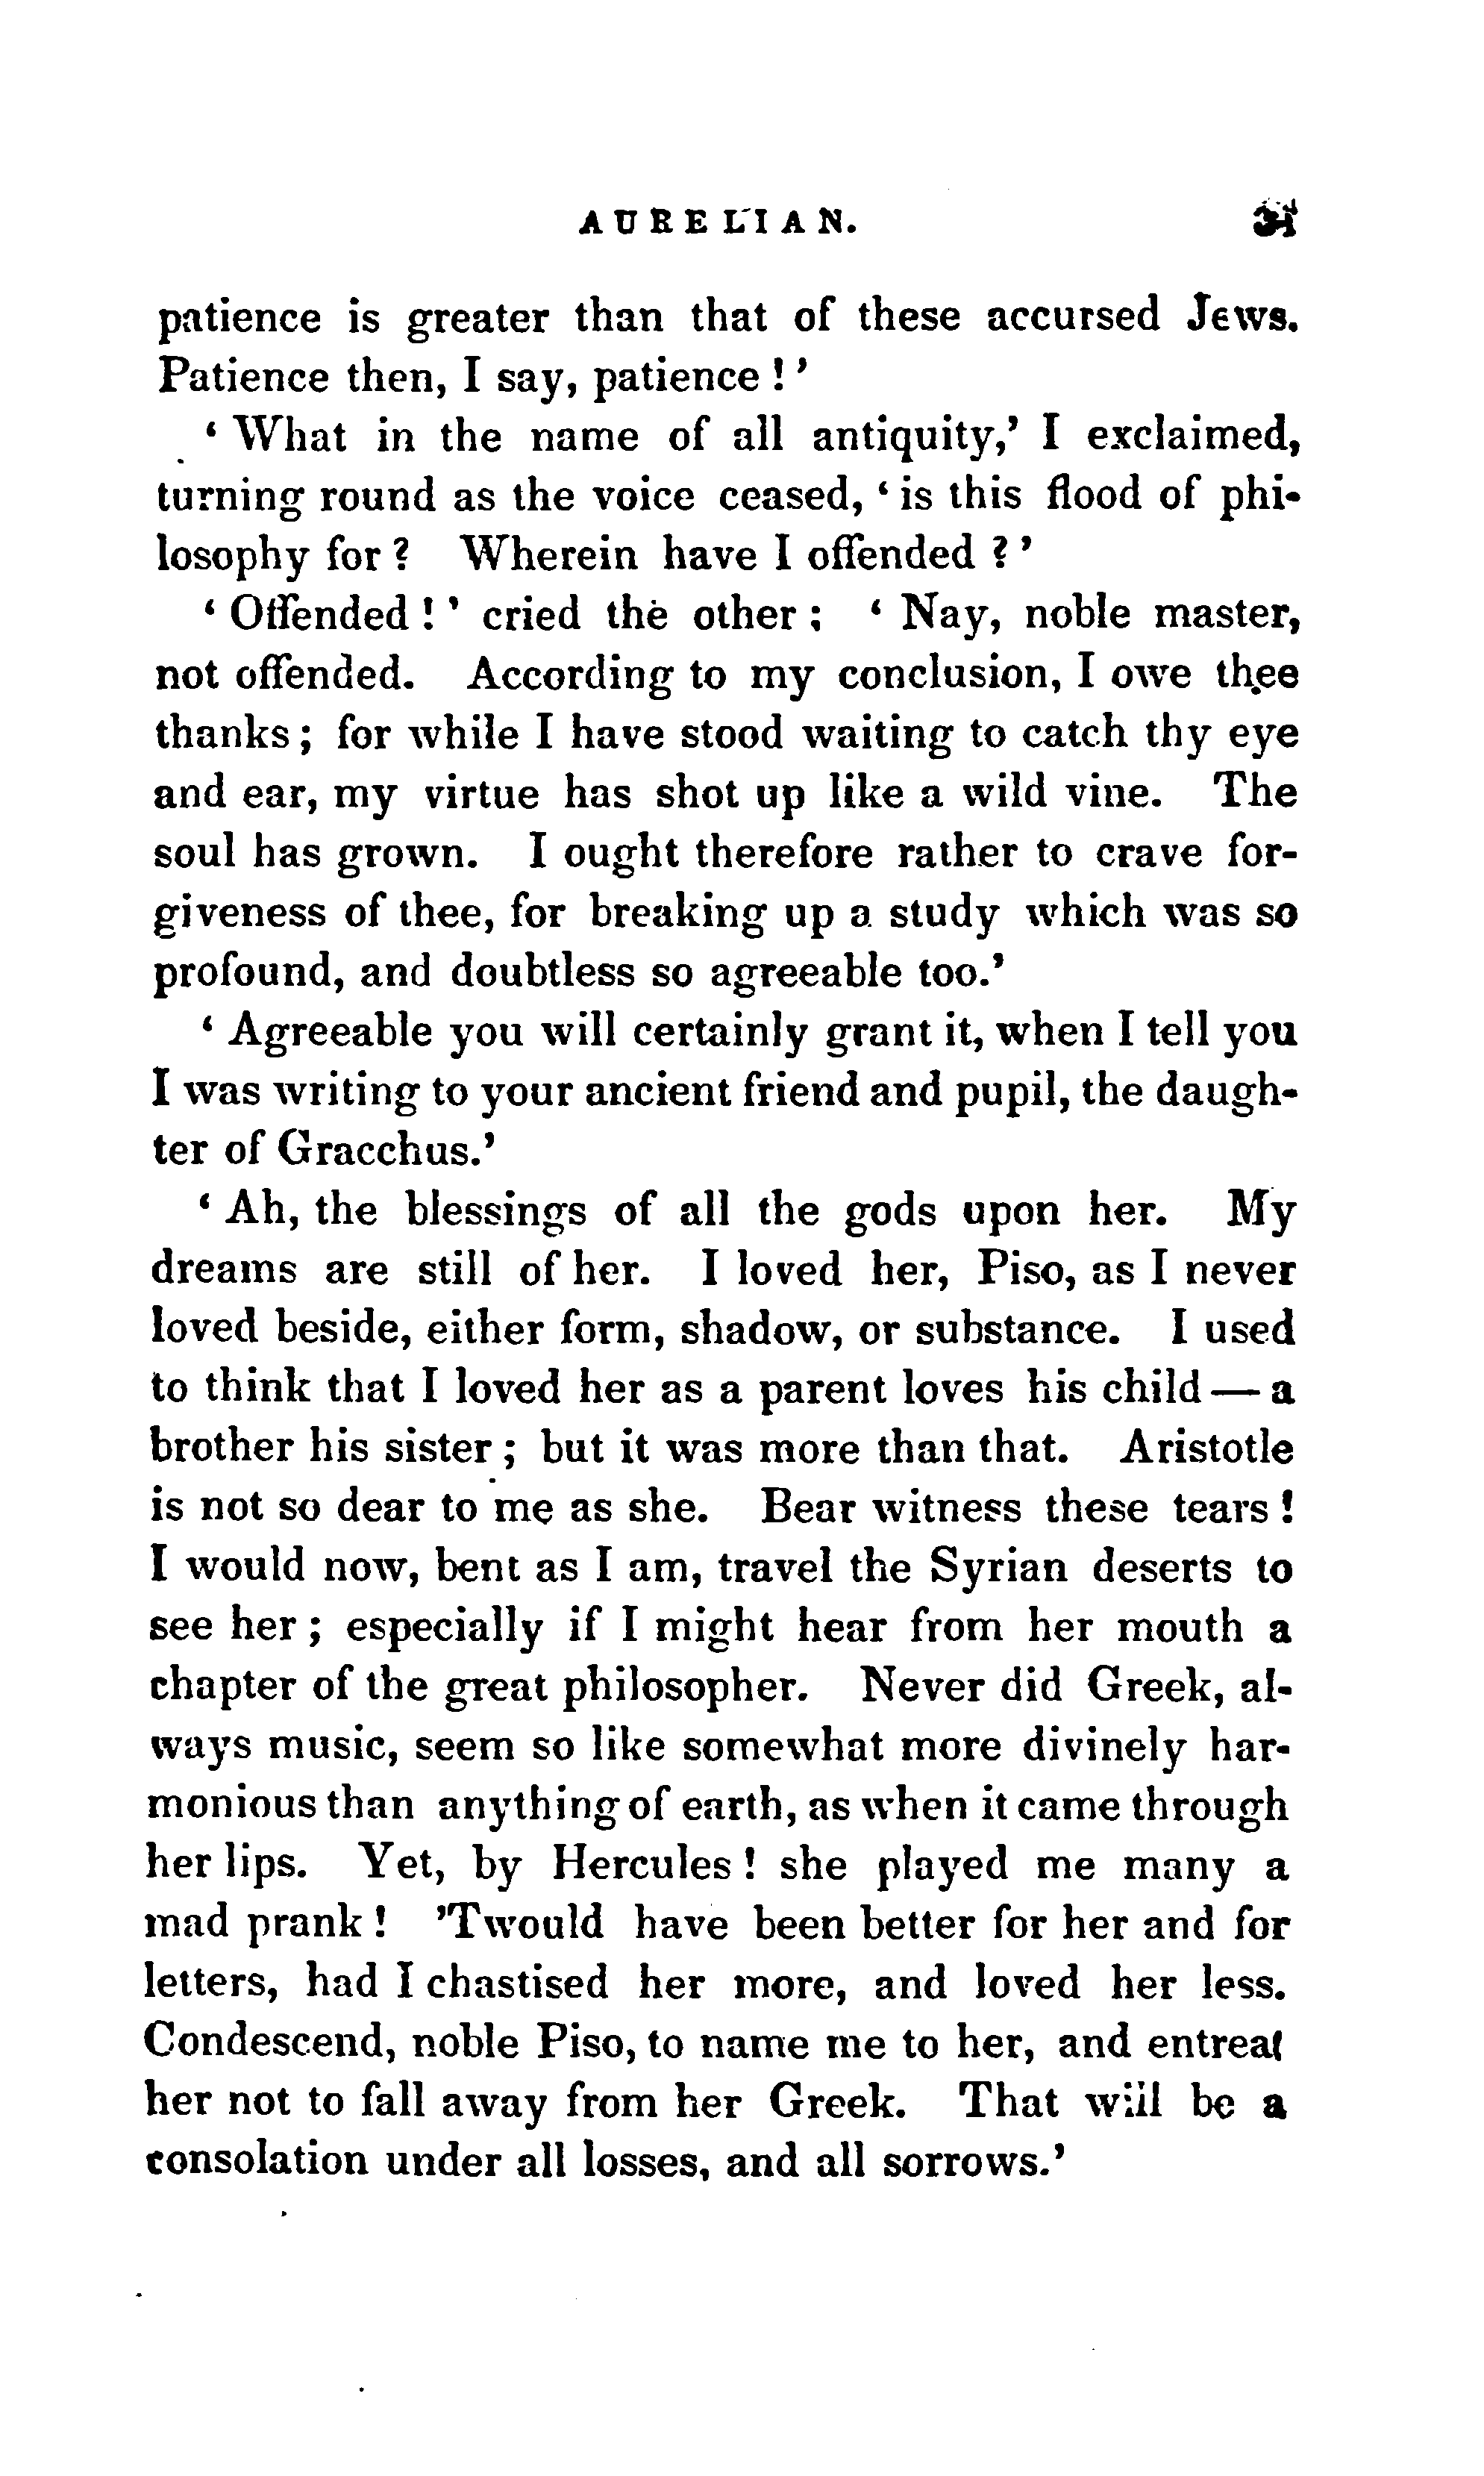 AURELIAN.
patience is greater than that of these accursed Jews.
Patience then, I say, patience!'
'What in the name of all antiquity,' I exclaimed,
turning round as the voice ceased, 'is this flood of phi-
losophy for? Wherein have I offended?'
'Offended!' cried the other; 'Nay, noble master,
not offended. According to my conclusion, I owe thee
thanks; for while I have stood waiting to catch thy eye
and ear, my virtue has shot up like a wild vine. The
soul has grown. I ought therefore rather to crave for-
giveness of thee, for breaking up a study which was so
profound, and doubtless so agreeable too.'
'Agreeable you will certainly grant it, when I tell you
I was writing to your ancient friend and pupil, the daugh-
ter of Gracchus.'
'Ah, the blessings of all the gods upon her. My
dreams are still of her. I loved her, Piso, as I never
loved beside, either form, shadow, or substance. I used
to think that I loved her as a parent loves his child — a
brother his sister; but it was more than that. Aristotle
is not so dear to me as she. Bear witness these tears!
I would now, bent as I am, travel the Syrian deserts to
see her; especially if I might hear from her mouth a
chapter of the great philosopher. Never did Greek, al-
ways music, seem so like somewhat more divinely har-
monious than anything of earth, as when it came through
her lips. Yet, by Hercules! she played me many a
mad prank! 'Twould have been better for her and for
letters, had I chastised her more, and loved her less.
Condescend, noble Piso, to name me to her, and entreat
her not to fall away from her Greek. That will be a
consolation under all losses, and all sorrows.'